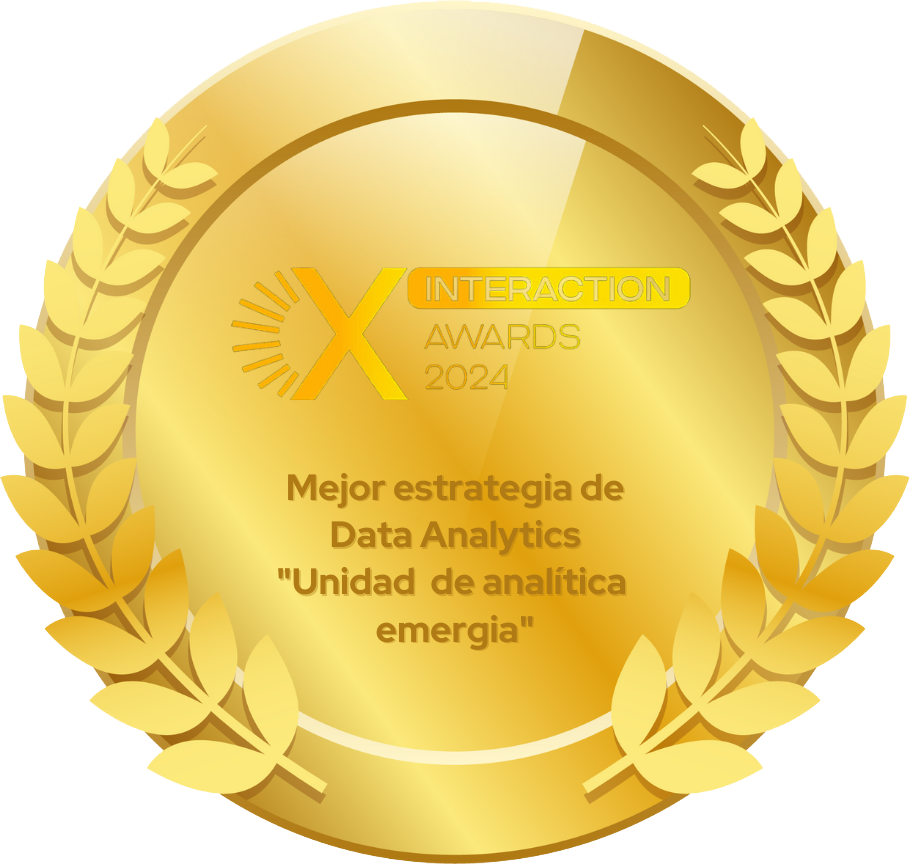 X INTERACTION
AWARDS
2024
Mejor estrategia de
Data Analytics
"Unidad de analítica
emergia"